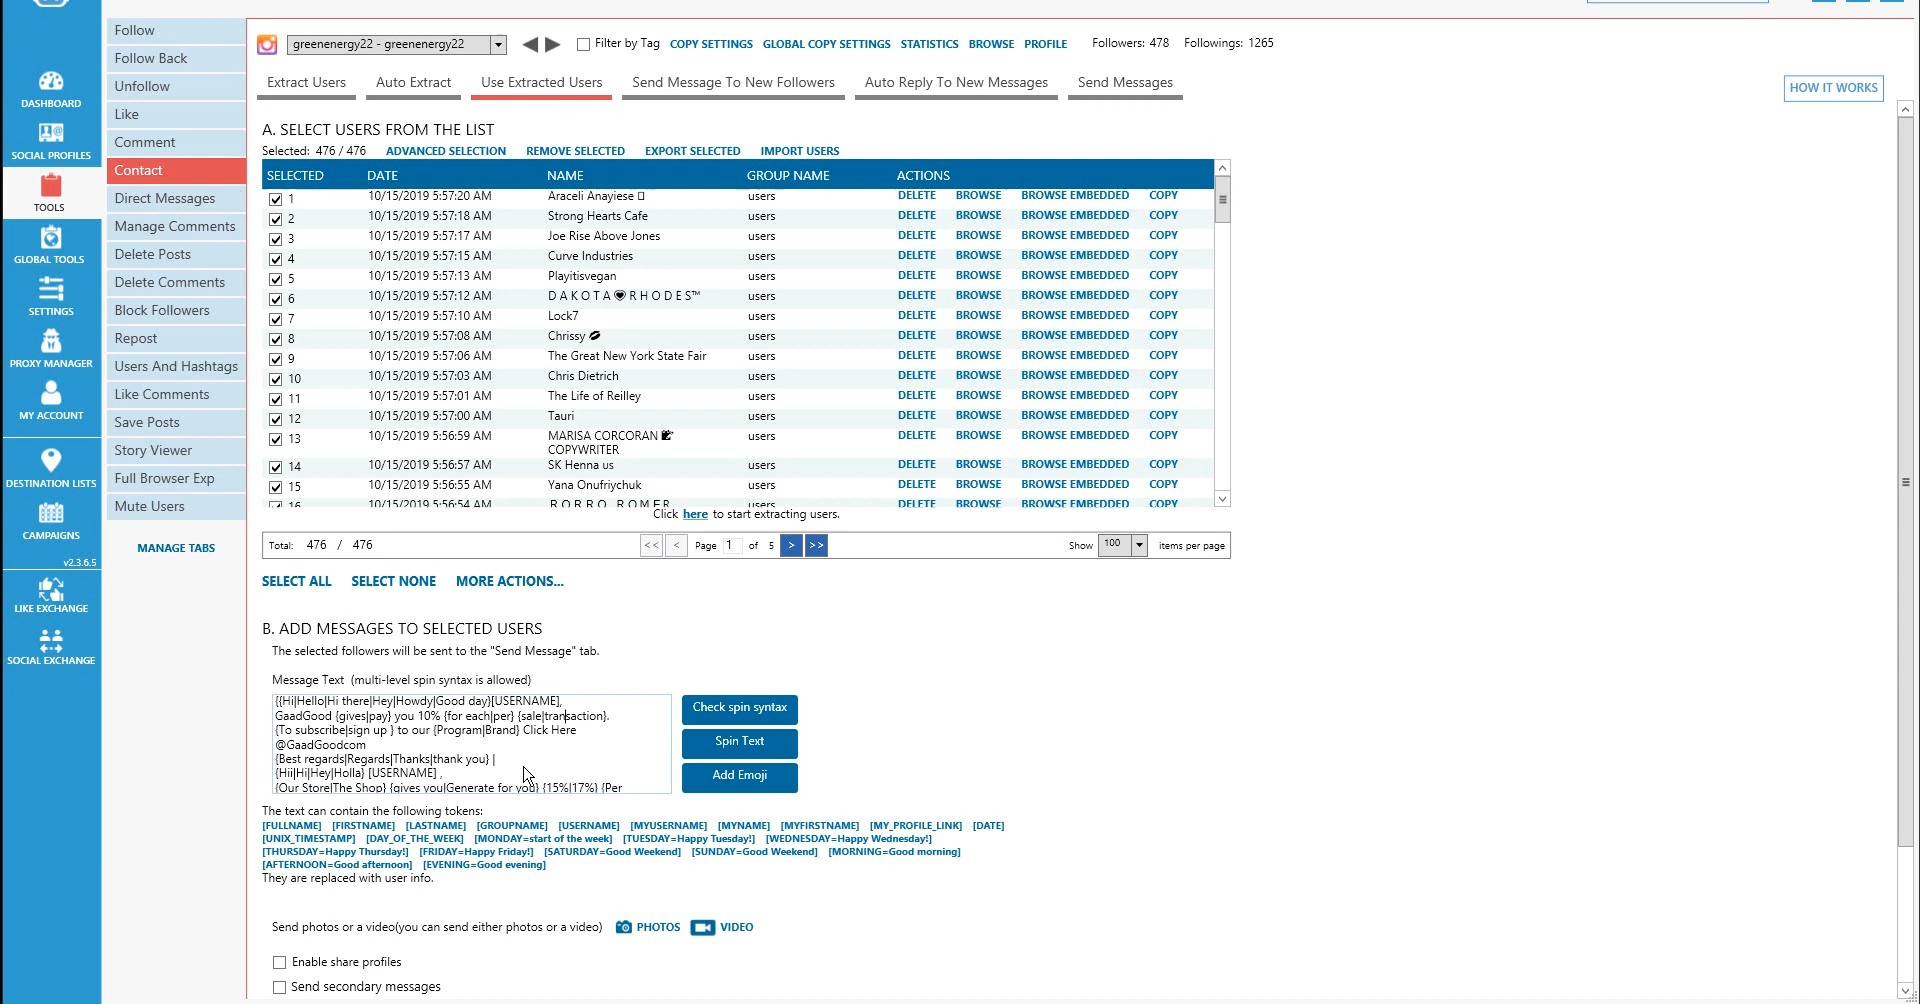 DASHBOARD
SOCIAL PROFILES
TOOLS
GLOBAL TOOLS
SETTINGS
PROXY MANAGER
MY ACCOUNT
DESTINATION LISTS
CAMPAIGNS
v2.3.6.5
LIKE EXCHANGE
SOCIAL EXCHANGE
Follow
Follow Back
Unfollow
Like
Comment
Contact
Direct Messages
Manage Comments
Delete Posts
Delete Comments
Block Followers
Repost
Users And Hashtags
Like Comments
Save Posts
Story Viewer
Full Browser Exp
Mute Users
MANAGE TABS
greenenergy22 - greenenergy22 Filter by Tag COPY SETTINGS GLOBAL COPY SETTINGS STATISTICS BROWSE PROFILE Followers: 478 Followings: 1265
Extract Users Auto Extract Use Extracted Users Send Message To New Followers Auto Reply To New Messages Send Messages
HOW IT WORKS
A. SELECT USERS FROM THE LIST
Selected: 476 / 476 ADVANCED SELECTION REMOVE SELECTED EXPORT SELECTED IMPORT USERS
SELECTED DATE NAME GROUP NAME ACTIONS
1 10/15/2019 5:57:20 AM Araceli Anayiese users DELETE BROWSE BROWSE EMBEDDED COPY
2 10/15/2019 5:57:18 AM Strong Hearts Cafe users DELETE BROWSE BROWSE EMBEDDED COPY
3 10/15/2019 5:57:17 AM Joe Rise Above Jones users DELETE BROWSE BROWSE EMBEDDED COPY
4 10/15/2019 5:57:15 AM Curve Industries users DELETE BROWSE BROWSE EMBEDDED COPY
5 10/15/2019 5:57:13 AM Playitisvegan users DELETE BROWSE BROWSE EMBEDDED COPY
6 10/15/2019 5:57:12 AM D A K O T A R H O D E S™ users DELETE BROWSE BROWSE EMBEDDED COPY
7 10/15/2019 5:57:10 AM Lock7 users DELETE BROWSE BROWSE EMBEDDED COPY
8 10/15/2019 5:57:08 AM Chrissy users DELETE BROWSE BROWSE EMBEDDED COPY
9 10/15/2019 5:57:06 AM The Great New York State Fair users DELETE BROWSE BROWSE EMBEDDED COPY
10 10/15/2019 5:57:03 AM Chris Dietrich users DELETE BROWSE BROWSE EMBEDDED COPY
11 10/15/2019 5:57:01 AM The Life of Reilley users DELETE BROWSE BROWSE EMBEDDED COPY
12 10/15/2019 5:57:00 AM Tauri users DELETE BROWSE BROWSE EMBEDDED COPY
13 10/15/2019 5:56:59 AM MARISA CORCORAN users DELETE BROWSE BROWSE EMBEDDED COPY
COPYWRITER
14 10/15/2019 5:56:57 AM SK Henna us users DELETE BROWSE BROWSE EMBEDDED COPY
15 10/15/2019 5:56:55 AM Yana Onufriychuk users DELETE BROWSE BROWSE EMBEDDED COPY
16 10/15/2019 5:56:54 AM R O R R O R O M E R users DELETE BROWSE BROWSE EMBEDDED COPY
Click here to start extracting users.
Total: 476 / 476 << < Page 1 of 5 > >> Show 100 items per page
SELECT ALL SELECT NONE MORE ACTIONS...
B. ADD MESSAGES TO SELECTED USERS
The selected followers will be sent to the "Send Message" tab.
Message Text (multi-level spin syntax is allowed)
{{Hi|Hello|Hi there|Hey|Howdy|Good day}[USERNAME],
GaadGood {gives|pay} you 10% {for each|per} {sale|transaction}.
{To subscribe|sign up } to our {Program|Brand} Click Here
@GaadGoodcom
{Best regards|Regards|Thanks|thank you} |
{Hii|Hi|Hey|Holla} [USERNAME] ,
{Our Store|The Shop} {gives you|Generate for you} {15%|17%} {Per
Check spin syntax
Spin Text
Add Emoji
The text can contain the following tokens:
[FULLNAME] [FIRSTNAME] [LASTNAME] [GROUPNAME] [USERNAME] [MYUSERNAME] [MYNAME] [MYFIRSTNAME] [MY_PROFILE_LINK] [DATE]
[UNIX_TIMESTAMP] [DAY_OF_THE_WEEK] [MONDAY=start of the week] [TUESDAY=Happy Tuesday!] [WEDNESDAY=Happy Wednesday!]
[THURSDAY=Happy Thursday!] [FRIDAY=Happy Friday!] [SATURDAY=Good Weekend] [SUNDAY=Good Weekend] [MORNING=Good morning]
[AFTERNOON=Good afternoon] [EVENING=Good evening]
They are replaced with user info.
Send photos or a video(you can send either photos or a video) PHOTOS VIDEO
Enable share profiles
Send secondary messages